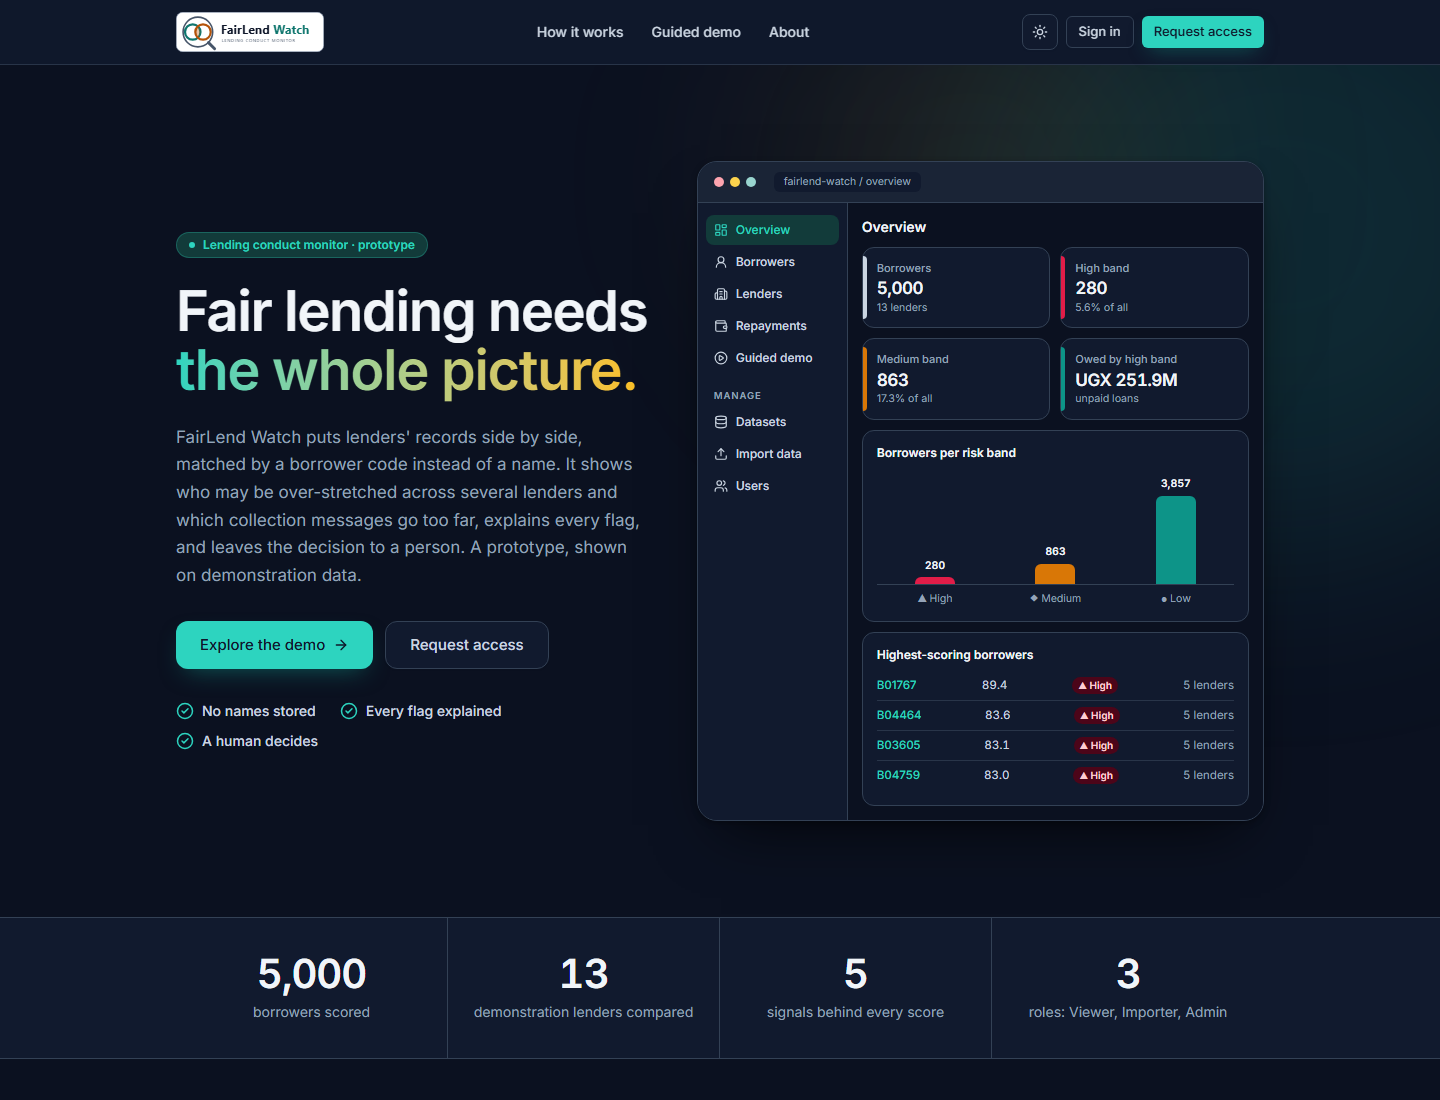 FairLend Watch
LENDING CONDUCT MONITOR
How it works
Guided demo
About
Sign in
Request access
Lending conduct monitor · prototype
Fair lending needs
the whole picture.
FairLend Watch puts lenders' records side by side,
matched by a borrower code instead of a name. It shows
who may be over-stretched across several lenders and
which collection messages go too far, explains every flag,
and leaves the decision to a person. A prototype, shown
on demonstration data.
Explore the demo →
Request access
No names stored
Every flag explained
A human decides
fairlend-watch / overview
Overview
Borrowers
Lenders
Repayments
Guided demo
MANAGE
Datasets
Import data
Users
Overview
Borrowers
5,000
13 lenders
High band
280
5.6% of all
Medium band
863
17.3% of all
Owed by high band
UGX 251.9M
unpaid loans
Borrowers per risk band
280
863
3,857
▲ High
◆ Medium
● Low
Highest-scoring borrowers
B01767 89.4 ▲ High 5 lenders
B04464 83.6 ▲ High 5 lenders
B03605 83.1 ▲ High 5 lenders
B04759 83.0 ▲ High 5 lenders
5,000
borrowers scored
13
demonstration lenders compared
5
signals behind every score
3
roles: Viewer, Importer, Admin